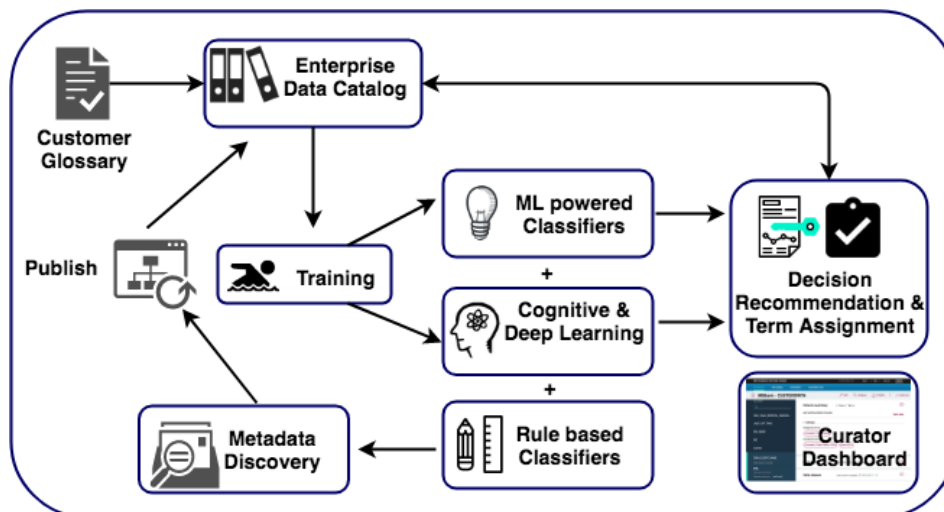 Enterprise
Data Catalog
Customer
Glossary
ML powered
Classifiers
+
Publish
Training
Cognitive &
Deep Learning
Decision
Recommendation &
Term Assignment
+
Metadata
Discovery
Rule based
Classifiers
Curator
Dashboard